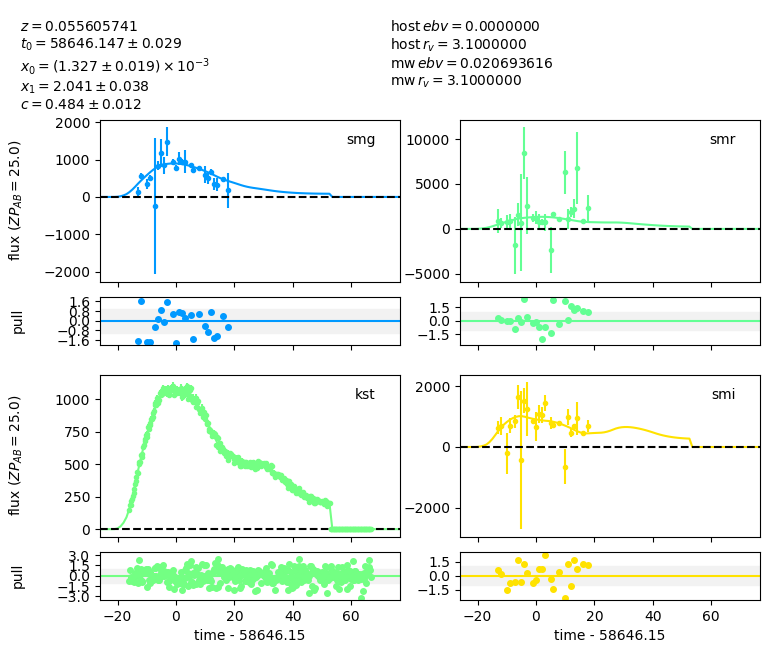 z = 0.055605741
t₀ = 58646.147 ± 0.029
x₀ = (1.327 ± 0.019) × 10⁻³
x₁ = 2.041 ± 0.038
c = 0.484 ± 0.012
host ebv = 0.0000000
host r_v = 3.1000000
mw ebv = 0.020693616
mw r_v = 3.1000000
flux (ZP_AB = 25.0)
2000
1000
0
−1000
−2000
smg
10000
5000
0
−5000
smr
pull
1.6
0.8
0.0
−0.8
−1.6
1.5
0.0
−1.5
flux (ZP_AB = 25.0)
1000
750
500
250
0
kst
2000
0
−2000
smi
pull
3.0
1.5
0.0
−1.5
−3.0
−20 0 20 40 60
time - 58646.15
1.5
0.0
−1.5
−20 0 20 40 60
time - 58646.15